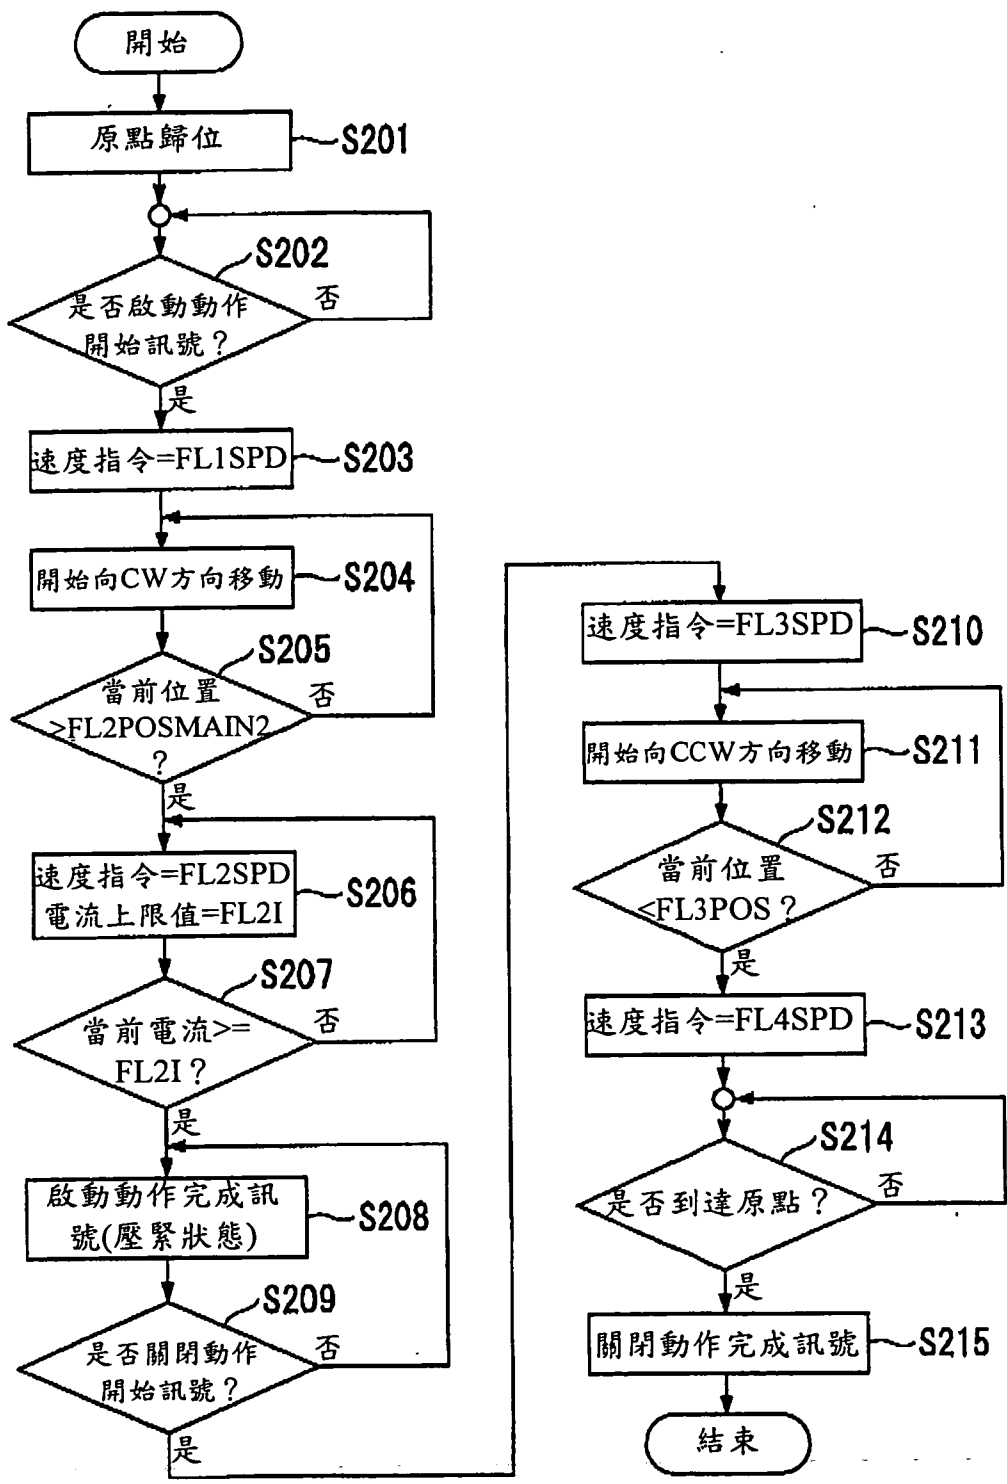 開始
原點歸位
S201
S202
是否啟動動作
開始訊號？
否
是
速度指令=FL1SPD
S203
開始向CW方向移動
S204
S205
當前位置
>FL2POSMAIN2
？
否
是
速度指令=FL2SPD
電流上限值=FL2I
S206
S207
當前電流>=
FL2I？
否
是
啟動動作完成訊
號(壓緊狀態)
S208
S209
是否關閉動作
開始訊號？
否
是
速度指令=FL3SPD
S210
開始向CCW方向移動
S211
S212
當前位置
<FL3POS？
否
是
速度指令=FL4SPD
S213
S214
是否到達原點？
否
是
關閉動作完成訊號
S215
結束